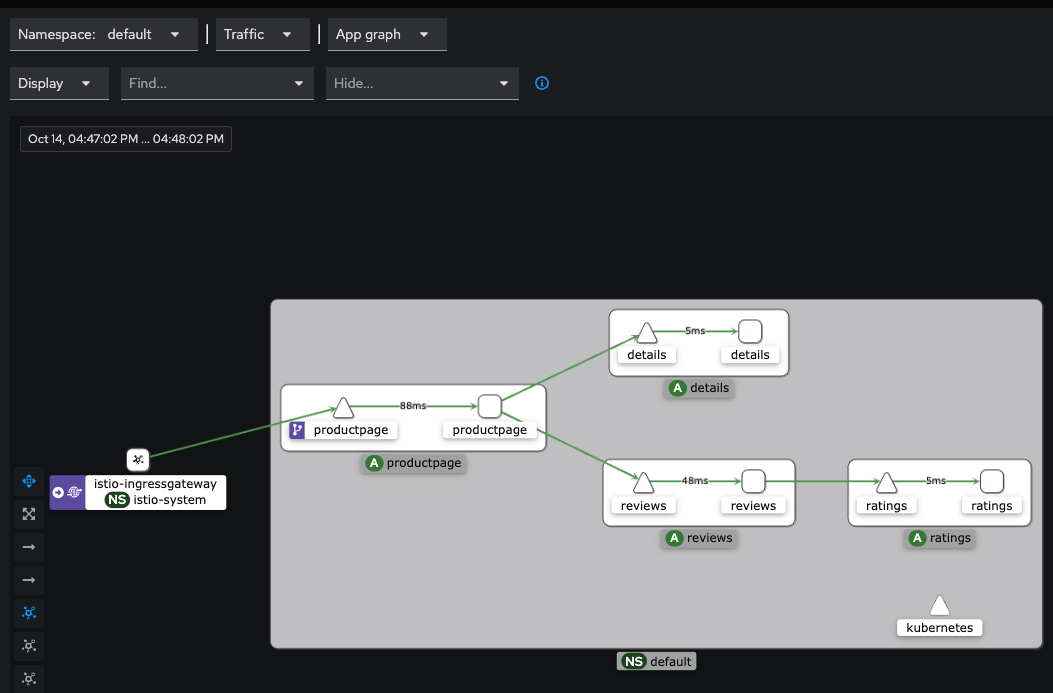 Namespace: default
Traffic
App graph
Display
Find...
Hide...
Oct 14, 04:47:02 PM ... 04:48:02 PM
5ms
details
details
A details
88ms
productpage
productpage
A productpage
istio-ingressgateway
NS istio-system
48ms
reviews
reviews
A reviews
5ms
ratings
ratings
A ratings
kubernetes
NS default